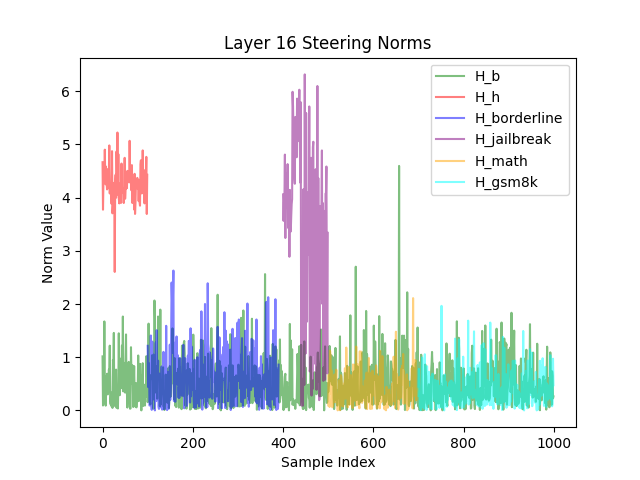 Layer 16 Steering Norms
Norm Value
6
5
4
3
2
1
0
H_b
H_h
H_borderline
H_jailbreak
H_math
H_gsm8k
0
200
400
600
800
1000
Sample Index